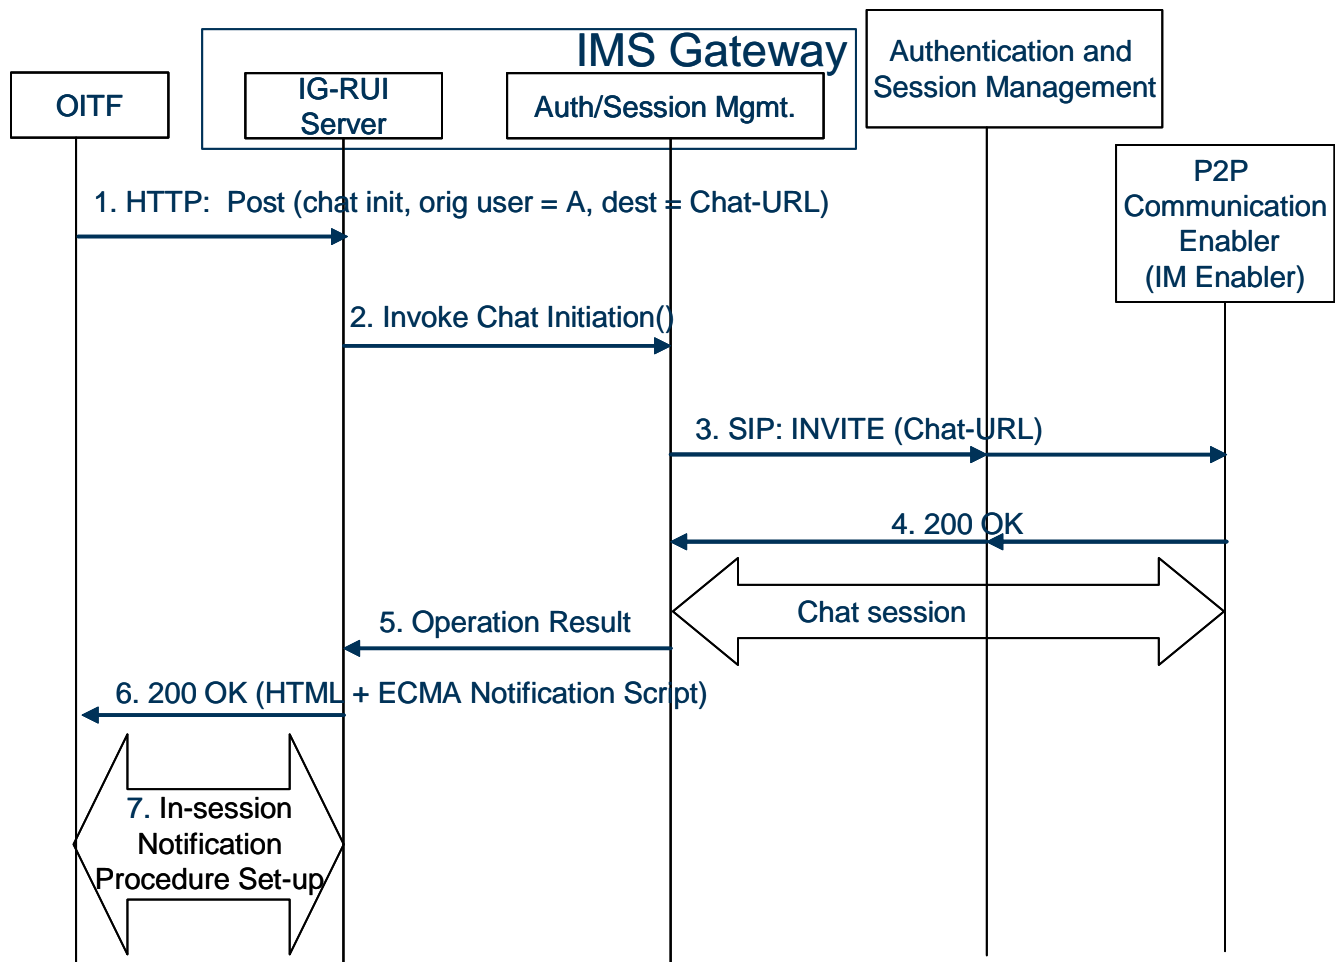 IMS Gateway
Authentication and
Session Management
OITF
IG-RUI
Server
Auth/Session Mgmt.
P2P
Communication
Enabler
(IM Enabler)
1. HTTP:  Post (chat init, orig user = A, dest = Chat-URL)
2. Invoke Chat Initiation()
3. SIP: INVITE (Chat-URL)
4. 200 OK
Chat session
5. Operation Result
6. 200 OK (HTML + ECMA Notification Script)
7. In-session
Notification
Procedure Set-up